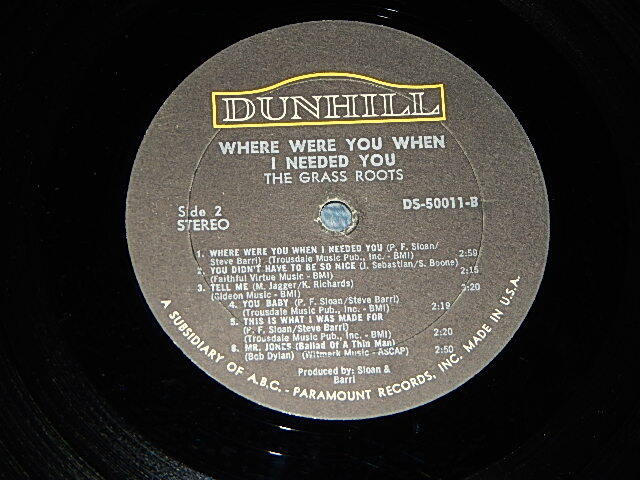 DUNHILL
WHERE WERE YOU WHEN
I NEEDED YOU
THE GRASS ROOTS
Side 2
STEREO
DS-50011-B
1. WHERE WERE YOU WHEN I NEEDED YOU (P. F. Sloan/
Steve Barri) (Trousdale Music Pub., Inc. - BMI) 2:59
2. YOU DIDN'T HAVE TO BE SO NICE (J. Sebastian/S. Boone)
(Faithful Virtue Music - BMI) 2:15
3. TELL ME (M. Jagger/K. Richards) 2:20
(Gideon Music - BMI)
4. YOU BABY (P. F. Sloan/Steve Barri)
(Trousdale Music Pub., Inc. - BMI) 2:19
5. THIS IS WHAT I WAS MADE FOR
(P. F. Sloan/Steve Barri)
(Trousdale Music Pub., Inc. - BMI) 2:20
6. MR. JONES (Ballad Of A Thin Man)
(Bob Dylan) (Witmark Music - ASCAP) 2:50
Produced by: Sloan &
Barri
A SUBSIDIARY OF A.B.C. - PARAMOUNT RECORDS, INC. MADE IN U.S.A.